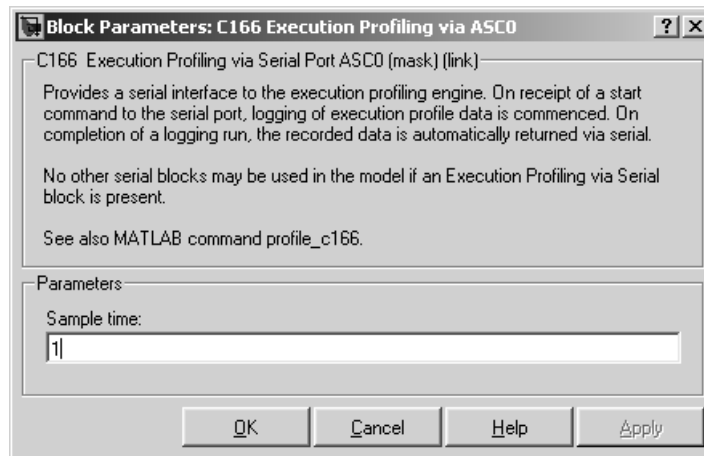 Block Parameters: C166 Execution Profiling via ASC0
C166 Execution Profiling via Serial Port ASC0 (mask) (link)
Provides a serial interface to the execution profiling engine. On receipt of a start
command to the serial port, logging of execution profile data is commenced. On
completion of a logging run, the recorded data is automatically returned via serial.
No other serial blocks may be used in the model if an Execution Profiling via Serial
block is present.
See also MATLAB command profile_c166.
Parameters
Sample time:
1
OK Cancel Help Apply